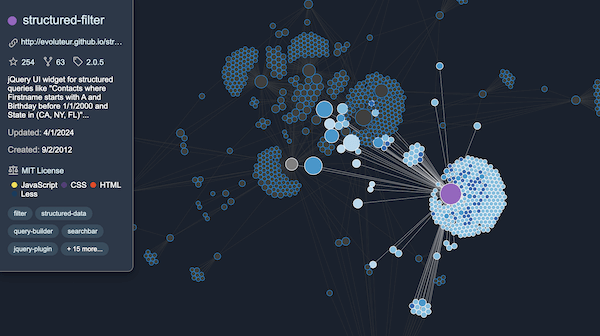 structured-filter
http://evoluteur.github.io/str...
254 63 2.0.5
jQuery UI widget for structured
queries like "Contacts where
Firstname starts with A and
Birthday before 1/1/2000 and
State in (CA, NY, FL)"...
Updated: 4/1/2024
Created: 9/2/2012
MIT License
JavaScript CSS HTML
Less
filter structured-data
query-builder searchbar
jquery-plugin + 15 more...